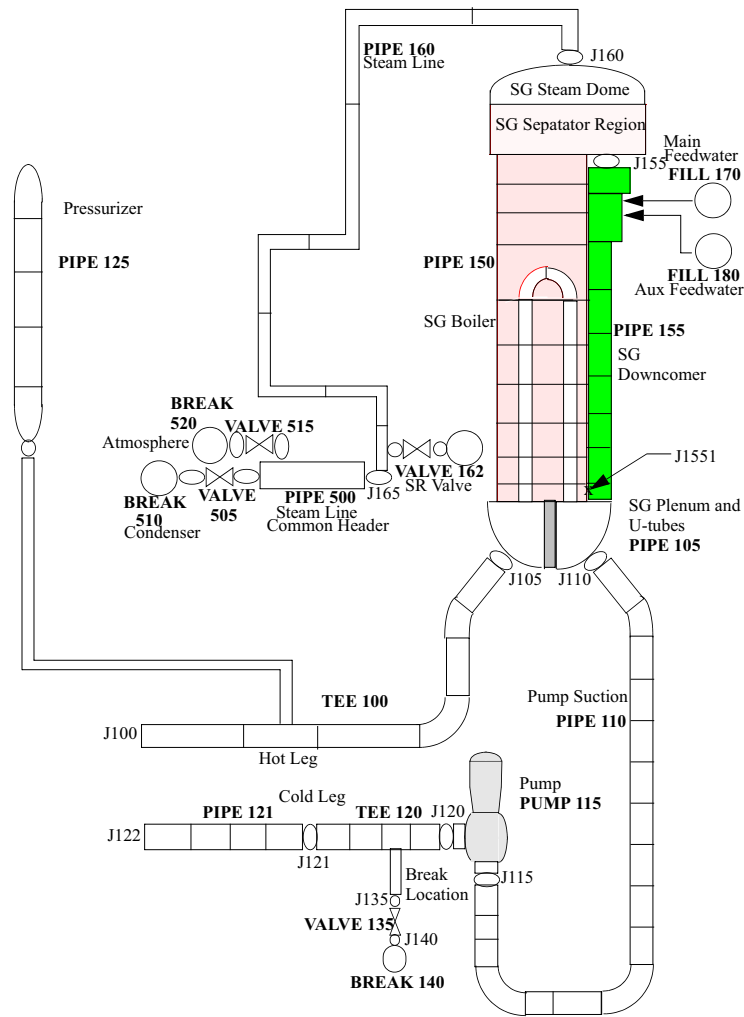 PIPE 160
Steam Line
J160
SG Steam Dome
SG Sepatator Region
Main
Feedwater
FILL 170
J155
Pressurizer
PIPE 125
PIPE 150
FILL 180
Aux Feedwater
SG Boiler
PIPE 155
SG
Downcomer
BREAK
520
VALVE 515
Atmosphere
J1551
x
VALVE 162
SR Valve
J165
BREAK
510
Condenser
VALVE
505
PIPE 500
Steam Line
Common Header
SG Plenum and
U-tubes
PIPE 105
J105
J110
TEE 100
Pump Suction
PIPE 110
J100
Hot Leg
Pump
PUMP 115
Cold Leg
PIPE 121
TEE 120
J120
J122
J121
J115
Break
Location
J135
VALVE 135
J140
BREAK 140